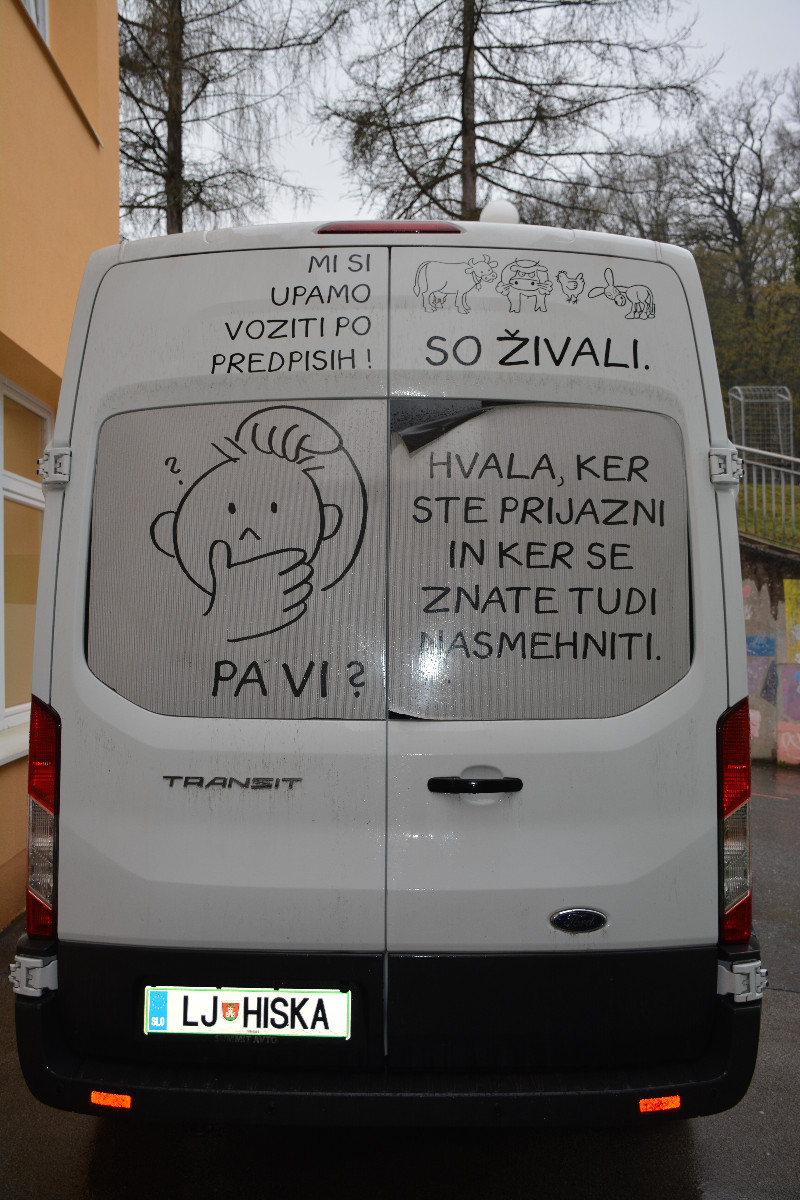 MI SI
UPAMO
VOZITI PO
PREDPISIH!
SO ŽIVALI.
?
PA VI?
HVALA, KER
STE PRIJAZNI
IN KER SE
ZNATE TUDI
NASMEHNITI.
TRANSIT
SLO LJ HISKA